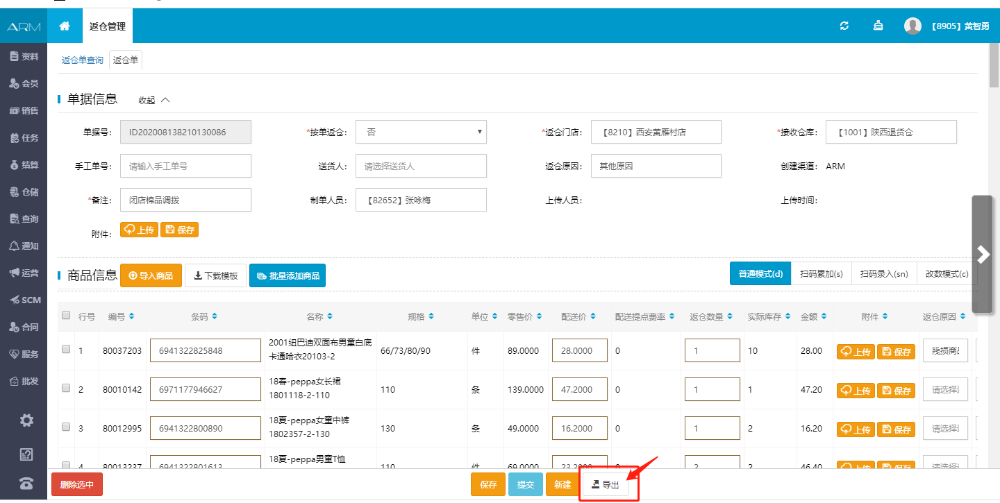 ARM
返仓管理
【8905】黄智勇
资料
会员
销售
任务
结算
仓储
查询
通知
运营
SCM
合同
服务
批发
返仓单查询 返仓单
单据信息 收起
单据号: ID202008138210130086 *按单返仓: 否 *返仓门店: 【8210】西安黄雁村店 *接收仓库: 【1001】陕西退货仓
手工单号: 请输入手工单号 送货人: 请选择送货人 返仓原因: 其他原因 创建渠道: ARM
*备注: 闭店棉品调拨 制单人员: 【82652】张咏梅 上传人员: 上传时间:
附件: 上传 保存
商品信息 导入商品 下载模板 批量添加商品 普通模式(d) 扫码累加(s) 扫码录入(sn) 改数模式(c)
行号 编号 条码 名称 规格 单位 零售价 配送价 配送提点费率 返仓数量 实际库存 金额 附件 返仓原因
1 80037203 6941322825848 2001纽巴迪双面布男童白底 66/73/80/90 件 89.0000 28.0000 0 1 10 28.00 上传 保存 残损商
卡通哈衣20103-2
2 80010142 6971177946627 18春-peppa女长裙 110 条 139.0000 47.2000 0 1 1 47.20 上传 保存 请选择
1801118-2-110
3 80012995 6941322800890 18夏-peppa女童中裤 130 条 49.0000 16.2000 0 1 2 16.20 上传 保存 请选择
1802357-2-130
4 80013237 6941322801613 18夏-peppa男童T恤 110 件 69.0000 23.2000 0 2 2 46.40 上传 保存 请选择
删除选中 保存 提交 新建 导出